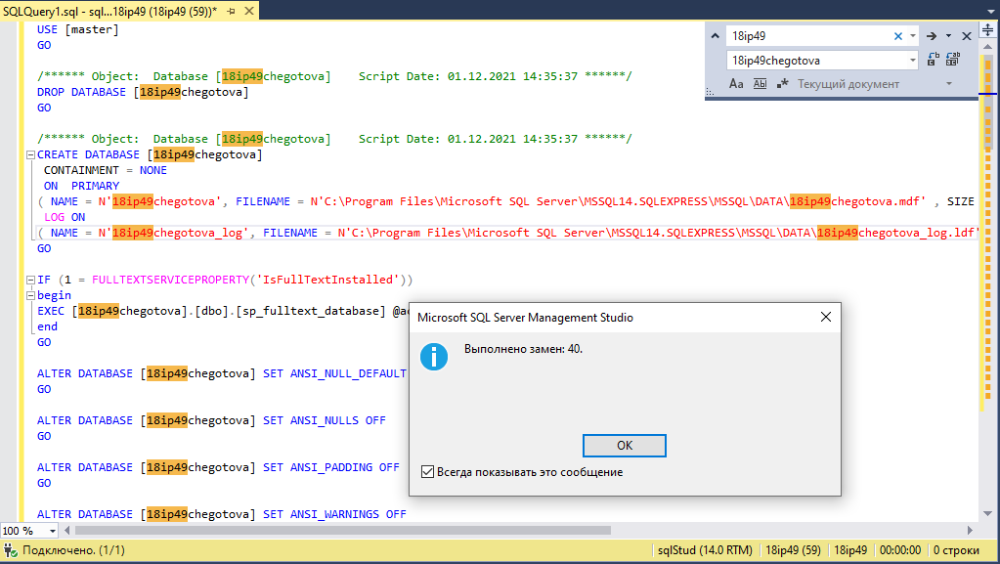 SQLQuery1.sql - sql...18ip49 (18ip49 (59))*
USE [master]
GO
/****** Object:  Database [18ip49chegotova]    Script Date: 01.12.2021 14:35:37 ******/
DROP DATABASE [18ip49chegotova]
GO
/****** Object:  Database [18ip49chegotova]    Script Date: 01.12.2021 14:35:37 ******/
CREATE DATABASE [18ip49chegotova]
CONTAINMENT = NONE
ON  PRIMARY
( NAME = N'18ip49chegotova', FILENAME = N'C:\Program Files\Microsoft SQL Server\MSSQL14.SQLEXPRESS\MSSQL\DATA\18ip49chegotova.mdf' , SIZE
LOG ON
( NAME = N'18ip49chegotova_log', FILENAME = N'C:\Program Files\Microsoft SQL Server\MSSQL14.SQLEXPRESS\MSSQL\DATA\18ip49chegotova_log.ldf'
GO
IF (1 = FULLTEXTSERVICEPROPERTY('IsFullTextInstalled'))
begin
EXEC [18ip49chegotova].[dbo].[sp_fulltext_database]
end
GO
ALTER DATABASE [18ip49chegotova] SET ANSI_NULL_DEFAULT
GO
ALTER DATABASE [18ip49chegotova] SET ANSI_NULLS OFF
GO
ALTER DATABASE [18ip49chegotova] SET ANSI_PADDING OFF
GO
ALTER DATABASE [18ip49chegotova] SET ANSI_WARNINGS OFF
18ip49
18ip49chegotova
Aa Ab| .* Текущий документ
Microsoft SQL Server Management Studio
Выполнено замен: 40.
OK
Всегда показывать это сообщение
100 %
Подключено. (1/1)
sqlStud (14.0 RTM)
18ip49 (59)
18ip49
00:00:00
0 строки